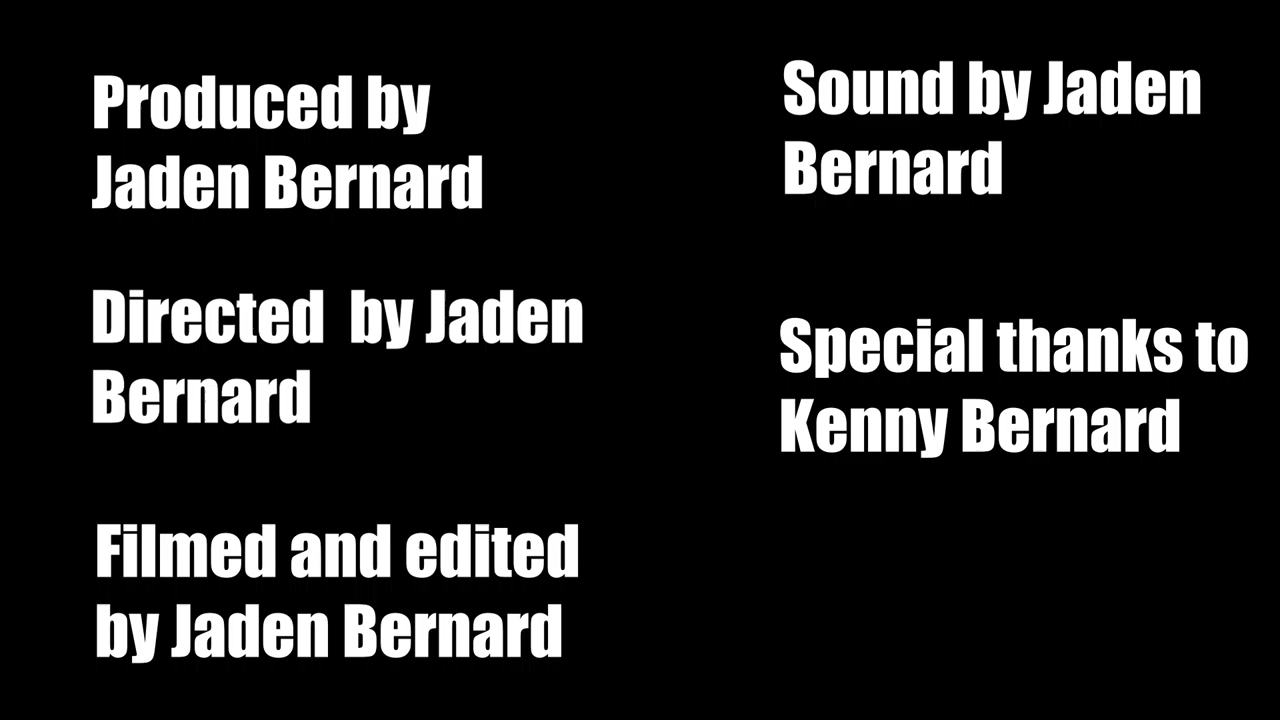 Produced by
Jaden Bernard
Directed  by Jaden
Bernard
Filmed and edited
by Jaden Bernard
Sound by Jaden
Bernard
Special thanks to
Kenny Bernard